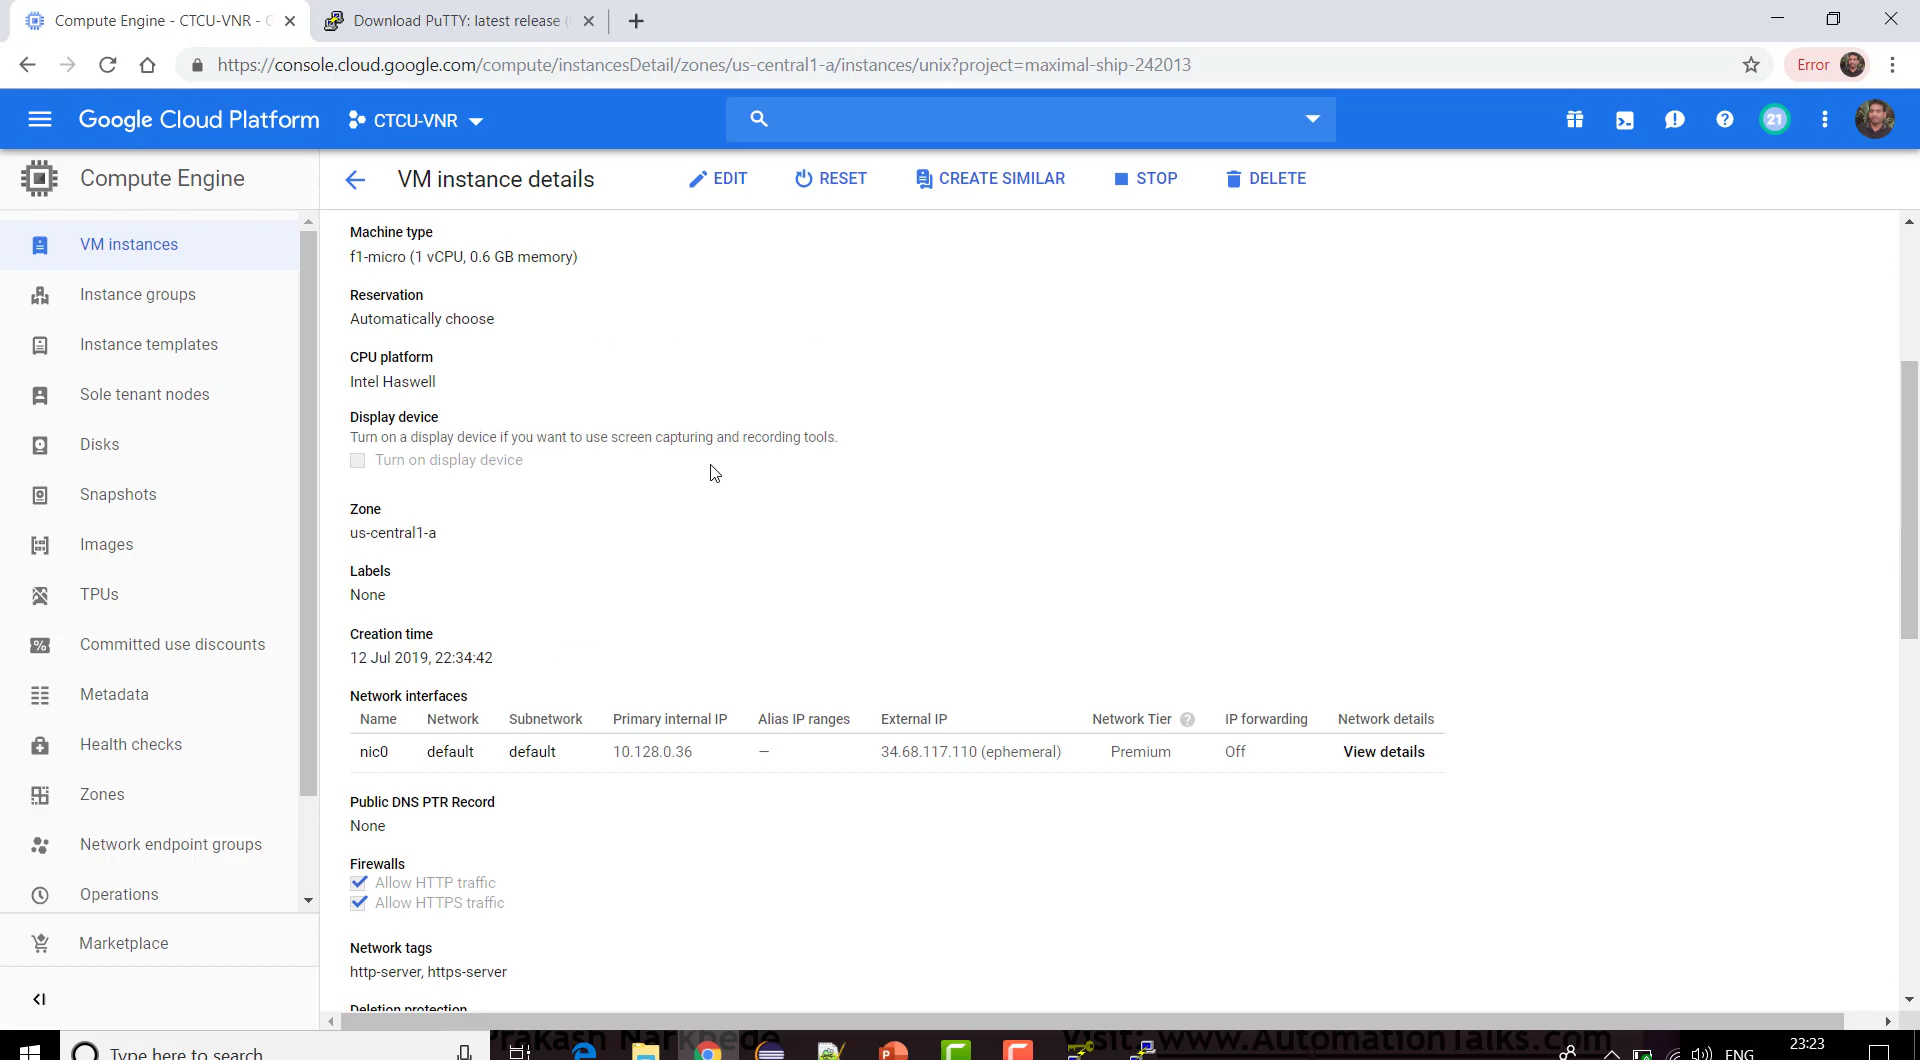 Compute Engine - CTCU-VNR - G
Download PuTTY: latest release (
https://console.cloud.google.com/compute/instancesDetail/zones/us-central1-a/instances/unix?project=maximal-ship-242013
Error
Google Cloud Platform
CTCU-VNR
21
Compute Engine
VM instance details
EDIT
RESET
CREATE SIMILAR
STOP
DELETE
VM instances
Instance groups
Instance templates
Sole tenant nodes
Disks
Snapshots
Images
TPUs
Committed use discounts
Metadata
Health checks
Zones
Network endpoint groups
Operations
Marketplace
Machine type
f1-micro (1 vCPU, 0.6 GB memory)
Reservation
Automatically choose
CPU platform
Intel Haswell
Display device
Turn on a display device if you want to use screen capturing and recording tools.
Turn on display device
Zone
us-central1-a
Labels
None
Creation time
12 Jul 2019, 22:34:42
Network interfaces
Name Network Subnetwork Primary internal IP Alias IP ranges External IP Network Tier IP forwarding Network details
nic0 default default 10.128.0.36 — 34.68.117.110 (ephemeral) Premium Off View details
Public DNS PTR Record
None
Firewalls
Allow HTTP traffic
Allow HTTPS traffic
Network tags
http-server, https-server
Deletion protection
Prakash Narkhede
Visit: www.AutomationTalks.com
Type here to search
ENG
23:23